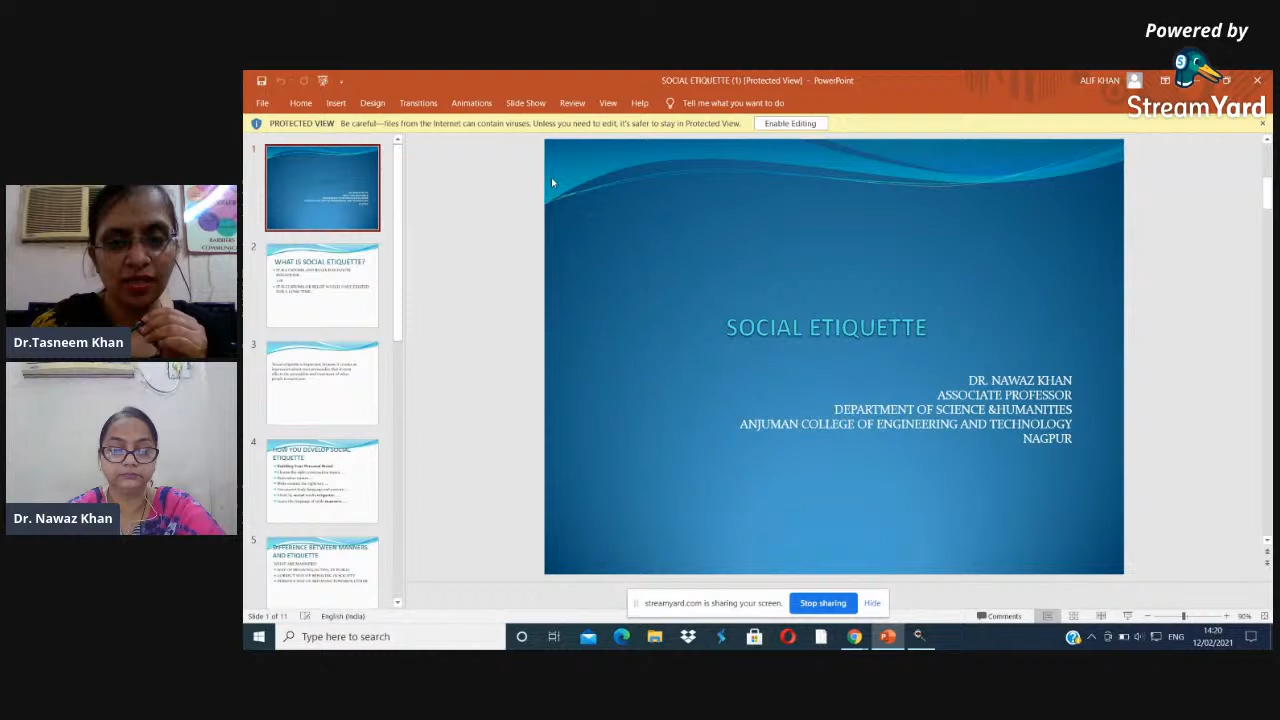 Powered by
StreamYard
SOCIAL ETIQUETTE (1) [Protected View] - PowerPoint
ALIF KHAN
File Home Insert Design Transitions Animations Slide Show Review View Help Tell me what you want to do
PROTECTED VIEW Be careful—files from the Internet can contain viruses. Unless you need to edit, it's safer to stay in Protected View. Enable Editing
1
2
WHAT IS SOCIAL ETIQUETTE?
3
4
HOW YOU DEVELOP SOCIAL
ETIQUETTE
5
DIFFERENCE BETWEEN MANNERS
AND ETIQUETTE
SOCIAL ETIQUETTE
DR. NAWAZ KHAN
ASSOCIATE PROFESSOR
DEPARTMENT OF SCIENCE &HUMANITIES
ANJUMAN COLLEGE OF ENGINEERING AND TECHNOLOGY
NAGPUR
Dr.Tasneem Khan
Dr. Nawaz Khan
streamyard.com is sharing your screen. Stop sharing Hide
Slide 1 of 11 English (India) Comments 90%
Type here to search
ENG
14:20
12/02/2021